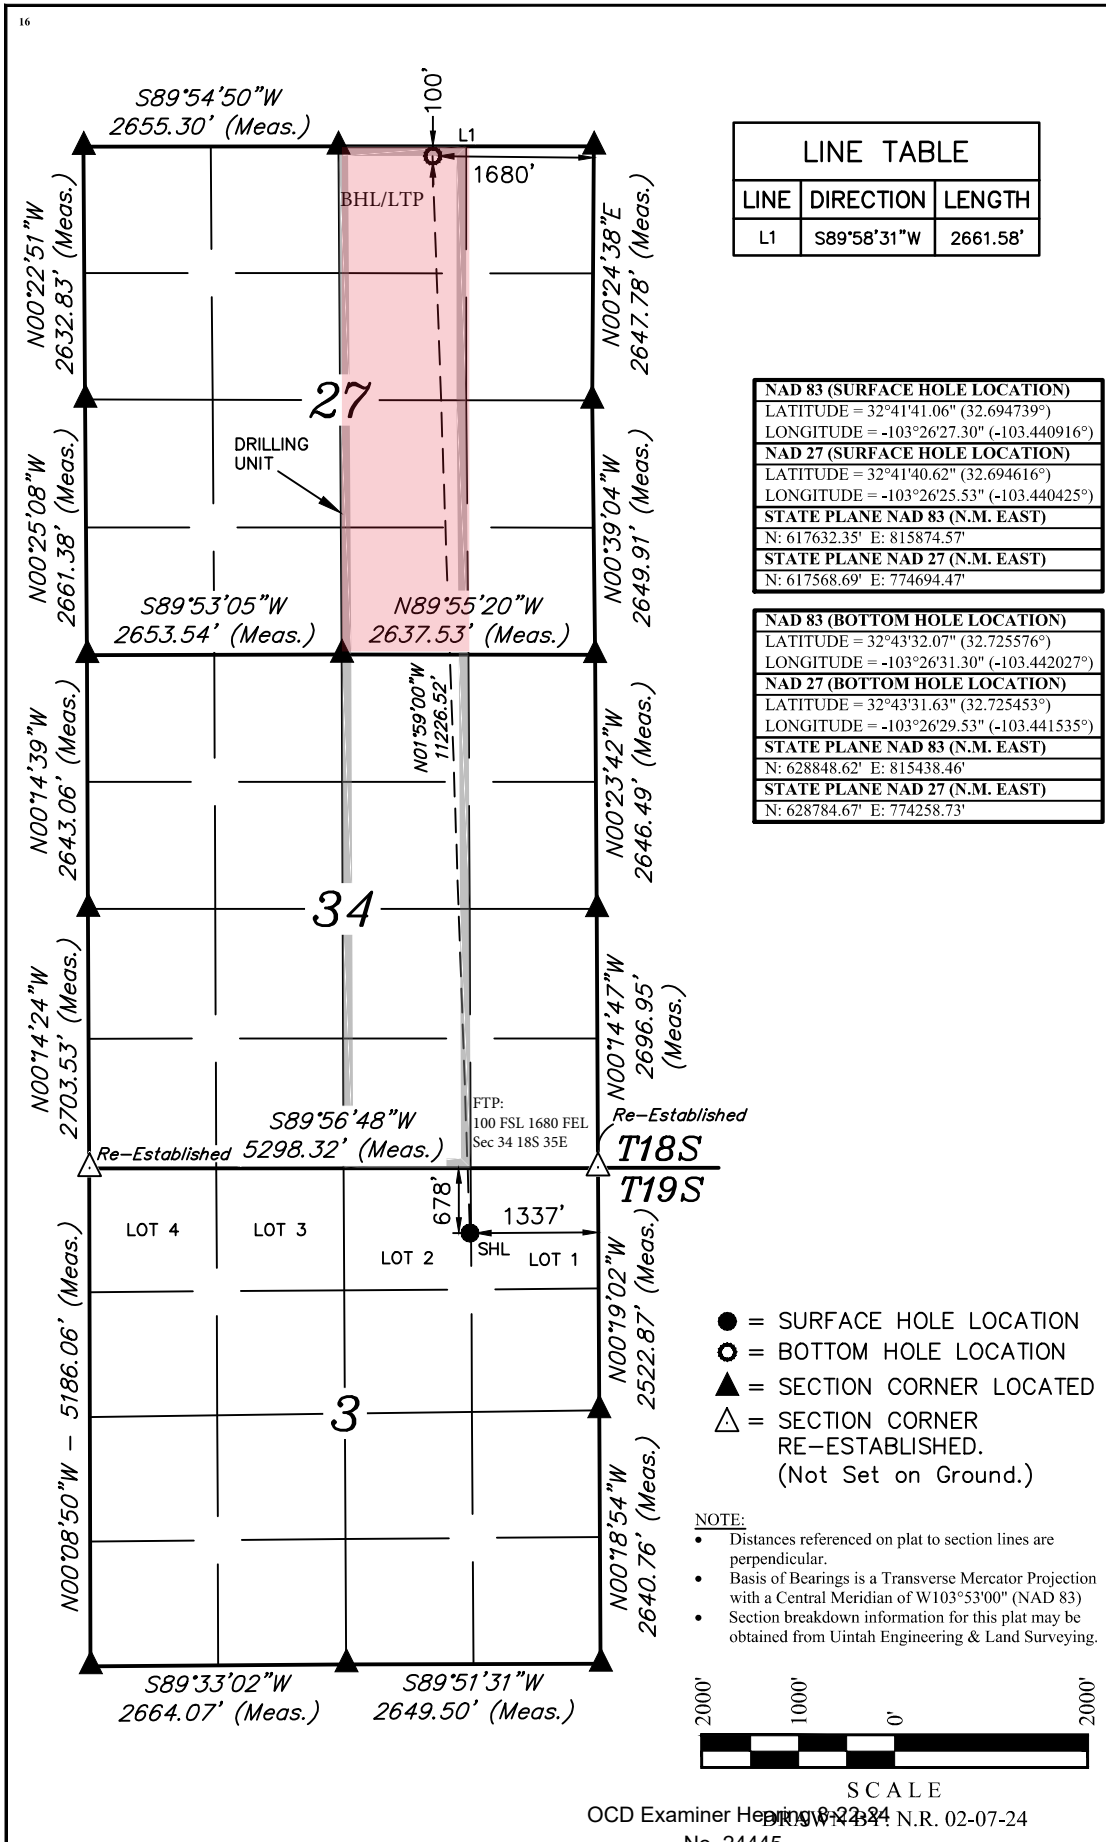 16
S89°54'50"W
2655.30' (Meas.)
100'
L1
1680'
BHL/LTP
N00°22'51"W
2632.83' (Meas.)
N00°24'38"E
2647.78' (Meas.)
27
DRILLING
UNIT
N00°25'08"W
2661.38' (Meas.)
N00°39'04"W
2649.91' (Meas.)
S89°53'05"W
2653.54' (Meas.)
N89°55'20"W
2637.53' (Meas.)
N01°59'00"W
11226.52'
N00°14'39"W
2643.06' (Meas.)
N00°23'42"W
2646.49' (Meas.)
34
N00°14'24"W
2703.53' (Meas.)
N00°14'47"W
2696.95'
(Meas.)
FTP:
100 FSL 1680 FEL
Sec 34 18S 35E
S89°56'48"W
5298.32' (Meas.)
Re-Established
Re-Established
T18S
T19S
678'
1337'
SHL
LOT 4
LOT 3
LOT 2
LOT 1
N00°08'50"W - 5186.06' (Meas.)
N00°19'02"W
2522.87' (Meas.)
3
N00°18'54"W
2640.76' (Meas.)
S89°33'02"W
2664.07' (Meas.)
S89°51'31"W
2649.50' (Meas.)
LINE TABLE
LINE DIRECTION LENGTH
L1 S89°58'31"W 2661.58'
NAD 83 (SURFACE HOLE LOCATION)
LATITUDE = 32°41'41.06" (32.694739°)
LONGITUDE = -103°26'27.30" (-103.440916°)
NAD 27 (SURFACE HOLE LOCATION)
LATITUDE = 32°41'40.62" (32.694616°)
LONGITUDE = -103°26'25.53" (-103.440425°)
STATE PLANE NAD 83 (N.M. EAST)
N: 617632.35' E: 815874.57'
STATE PLANE NAD 27 (N.M. EAST)
N: 617568.69' E: 774694.47'
NAD 83 (BOTTOM HOLE LOCATION)
LATITUDE = 32°43'32.07" (32.725576°)
LONGITUDE = -103°26'31.30" (-103.442027°)
NAD 27 (BOTTOM HOLE LOCATION)
LATITUDE = 32°43'31.63" (32.725453°)
LONGITUDE = -103°26'29.53" (-103.441535°)
STATE PLANE NAD 83 (N.M. EAST)
N: 628848.62' E: 815438.46'
STATE PLANE NAD 27 (N.M. EAST)
N: 628784.67' E: 774258.73'
= SURFACE HOLE LOCATION
= BOTTOM HOLE LOCATION
= SECTION CORNER LOCATED
= SECTION CORNER
RE-ESTABLISHED.
(Not Set on Ground.)
NOTE:
• Distances referenced on plat to section lines are
perpendicular.
• Basis of Bearings is a Transverse Mercator Projection
with a Central Meridian of W103°53'00" (NAD 83)
• Section breakdown information for this plat may be
obtained from Uintah Engineering & Land Surveying.
2000' 1000' 0' 2000'
SCALE
DRAWN BY: N.R. 02-07-24
OCD Examiner Hearing 8-22-24
No. 24445